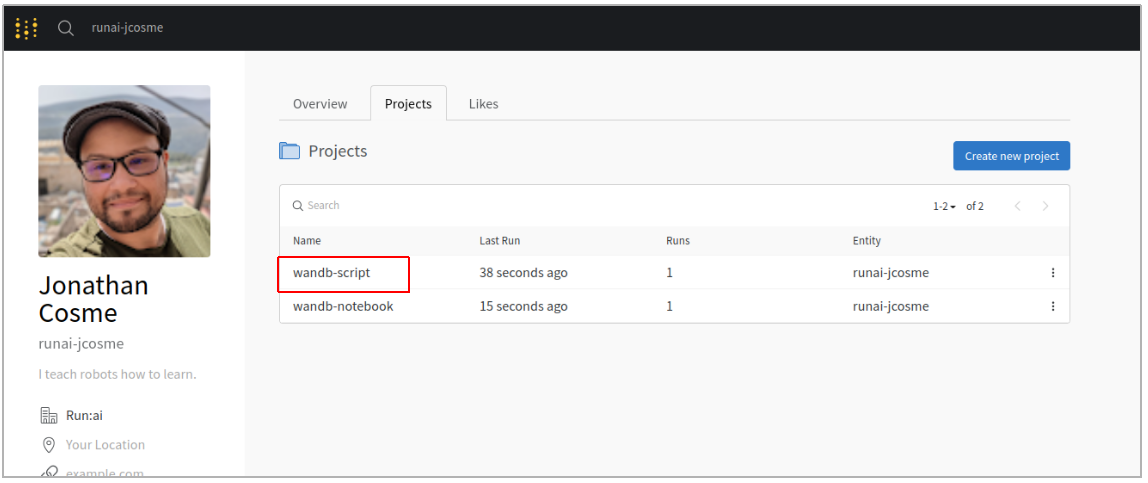 runai-jcosme
Overview Projects Likes
Projects
Create new project
Search
1-2 of 2
Name Last Run Runs Entity
wandb-script 38 seconds ago 1 runai-jcosme
wandb-notebook 15 seconds ago 1 runai-jcosme
Jonathan
Cosme
runai-jcosme
I teach robots how to learn.
Run:ai
Your Location
example.com